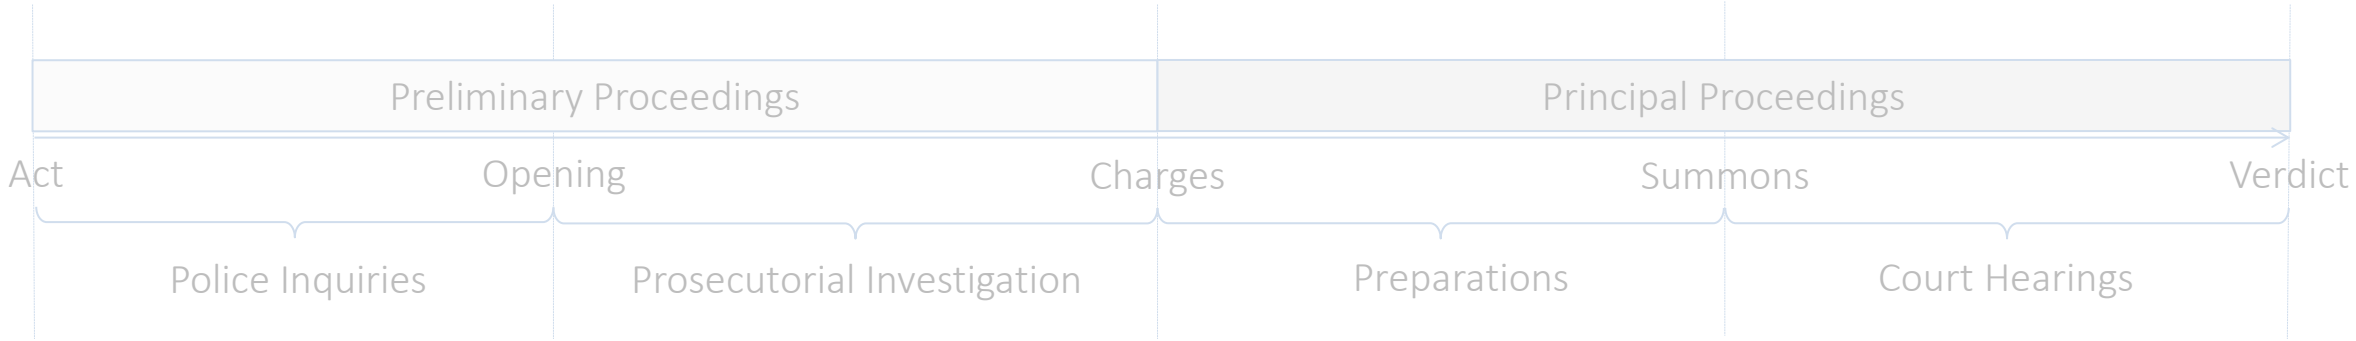 Preliminary Proceedings Principal Proceedings
Act Opening Charges Summons Verdict
Police Inquiries Prosecutorial Investigation Preparations Court Hearings